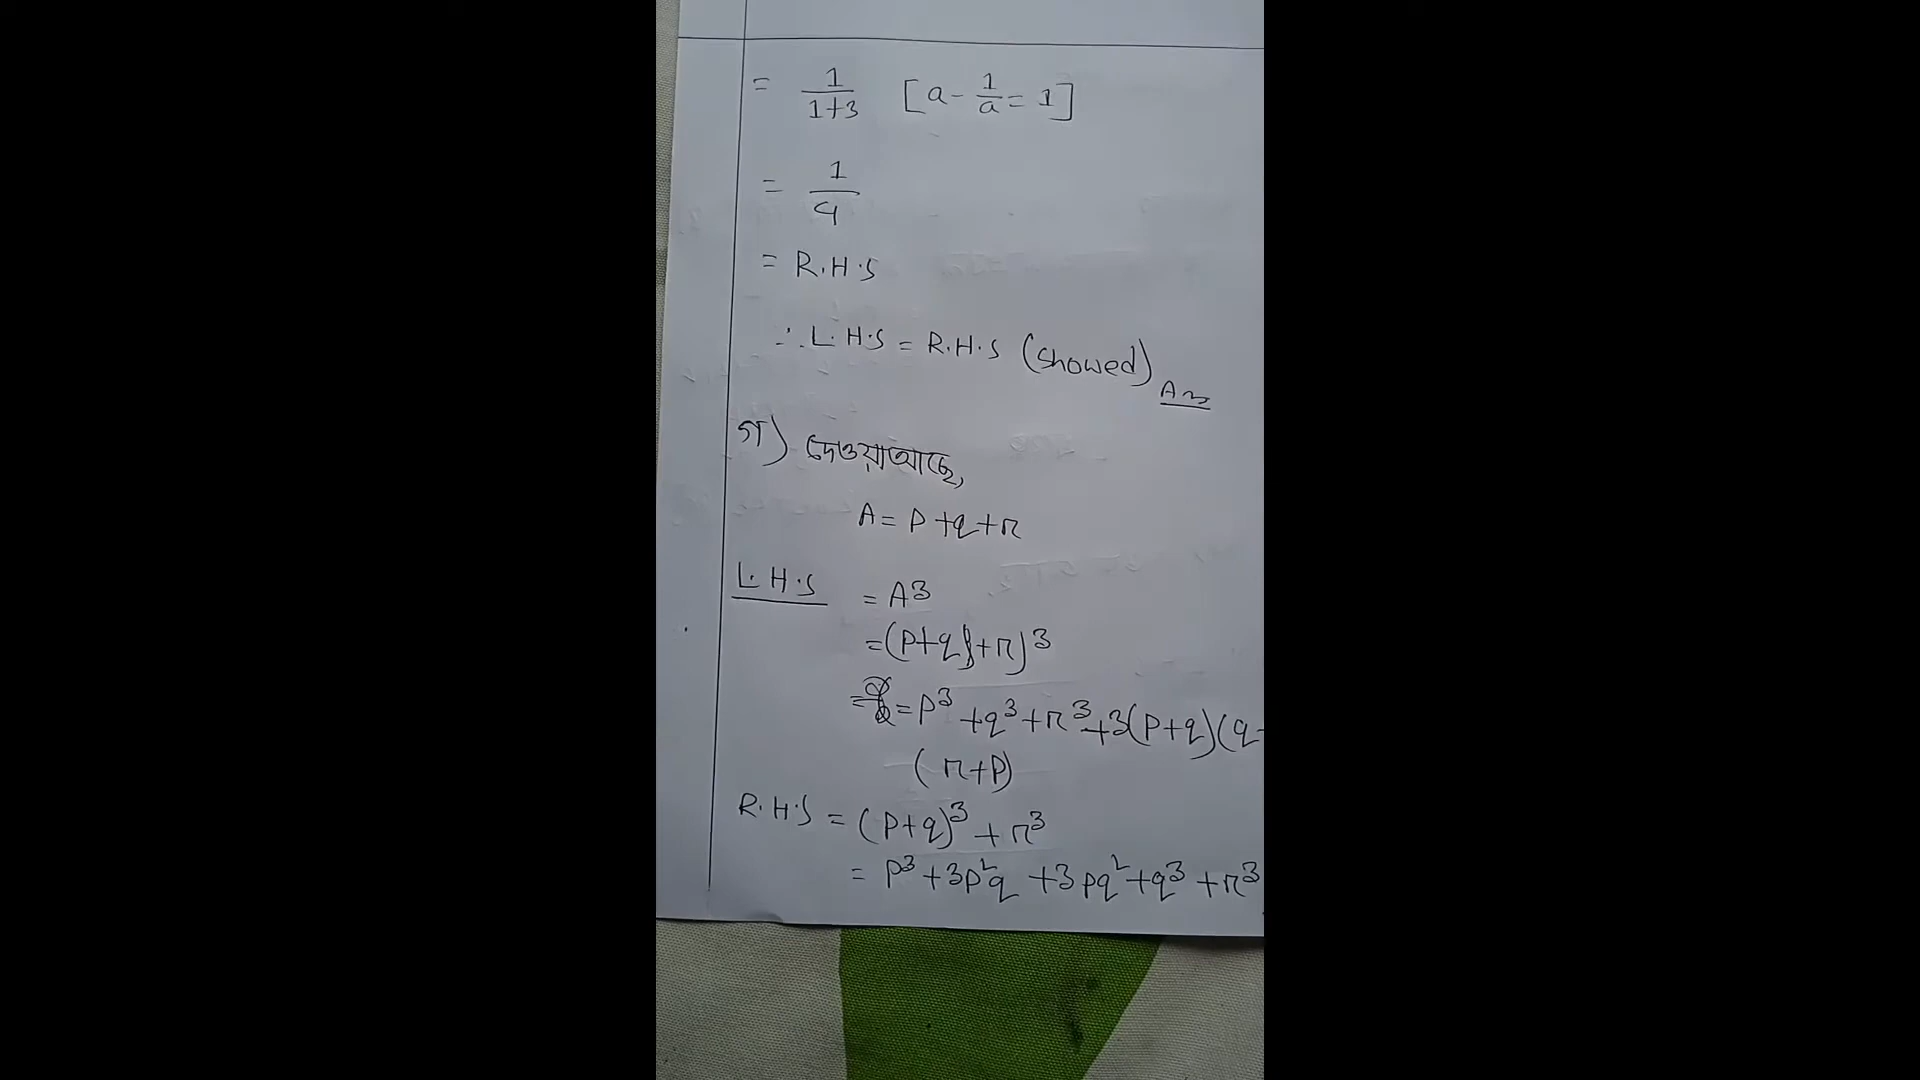 = 1/(1+3) [a - 1/a = 1]
= 1/4
= R.H.S
∴ L.H.S = R.H.S (showed) Ans
গ) দেওয়া আছে,
A = p+q+r
L.H.S = A³
= (p+q+r)³
= p³ + q³ + r³ + 3(p+q)(q
(r+p)
R.H.S = (p+q)³ + r³
= p³ + 3p²q + 3pq² + q³ + r³